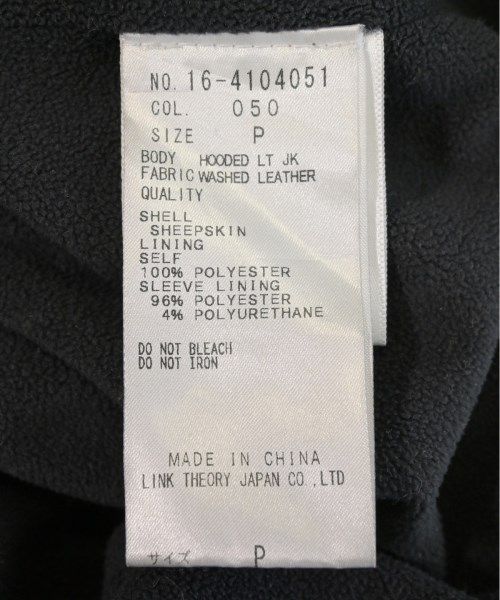 NO. 16-4104051
COL. 050
SIZE P
BODY HOODED LT JK
FABRIC WASHED LEATHER
QUALITY
SHELL
SHEEPSKIN
LINING
SELF
100% POLYESTER
SLEEVE LINING
96% POLYESTER
4% POLYURETHANE
DO NOT BLEACH
DO NOT IRON
MADE IN CHINA
LINK THEORY JAPAN CO.,LTD
サイズ P